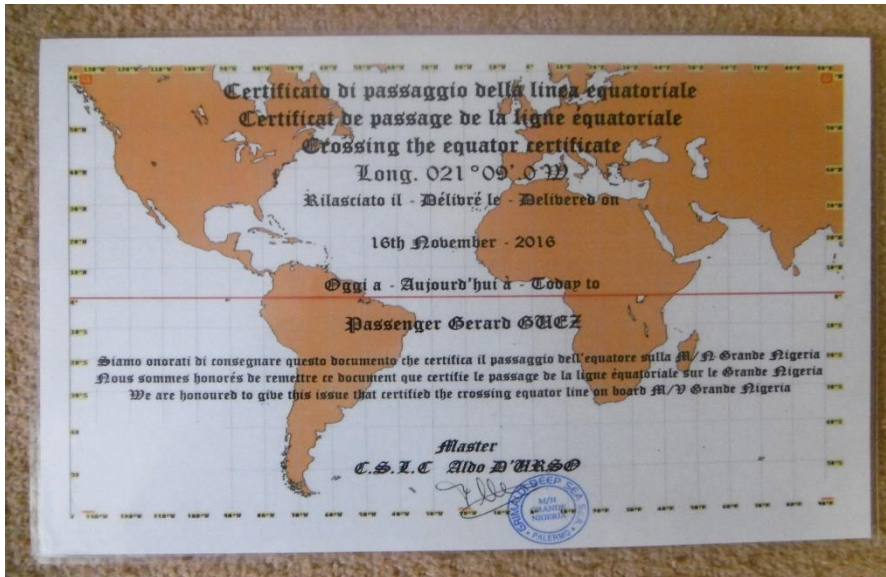 Certificato di passaggio della linea equatoriale
Certificat de passage de la ligne équatoriale
Crossing the equator certificate
Long. 021°09'.0 W
Rilasciato il - Délibré le - Delibered on
16th November - 2016
Oggi a - Aujourd'hui à - Today to
Passenger Gerard GUEZ
Siamo onorati di consegnare questo documento che certifica il passaggio dell'equatore sulla M/N Grande Nigeria
Nous sommes honorés de remettre ce document que certifie le passage de la ligne équatoriale sur le Grande Nigeria
We are honoured to give this issue that certified the crossing equator line on board M/V Grande Nigeria
Master
C.S.L.C Aldo D'URSO
GRIMALDI DEEP SEA S.P.A.
M/N
GRANDE
NIGERIA
PALERMO